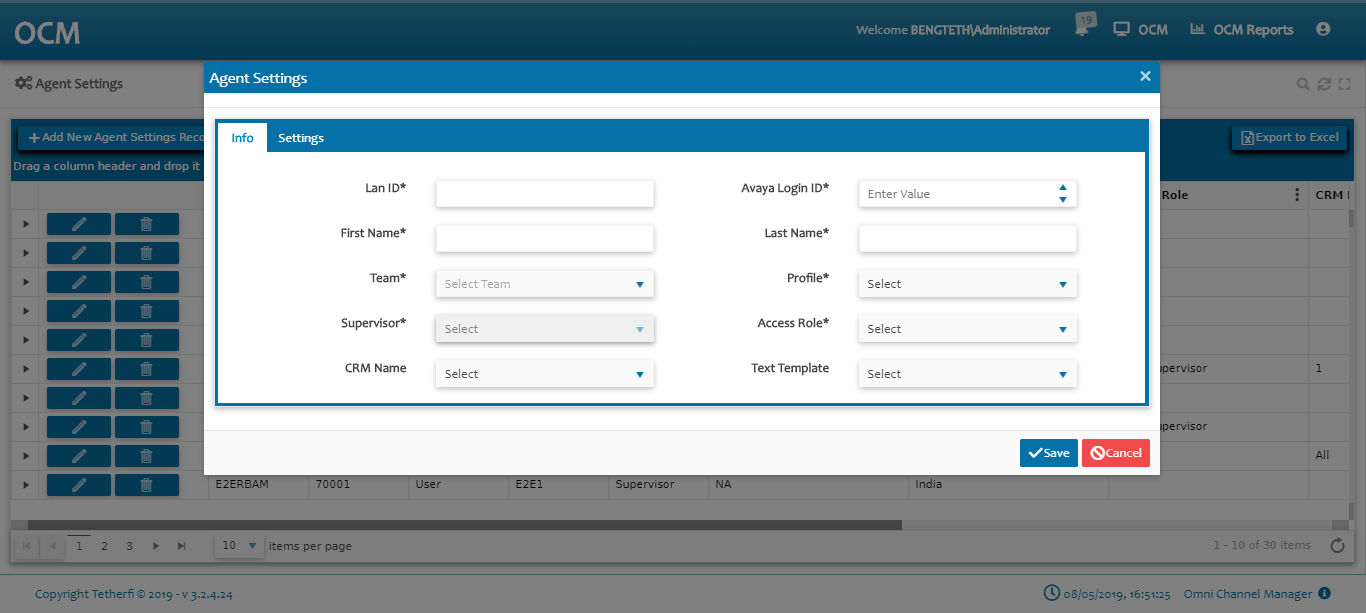 OCM
Welcome BENGTETH\Administrator
19
OCM
OCM Reports
Agent Settings
Agent Settings
Add New Agent Settings Reco
Export to Excel
Drag a column header and drop it
Info
Settings
Role
CRM
Lan ID*
Avaya Login ID*
Enter Value
First Name*
Last Name*
Team*
Select Team
Profile*
Select
Supervisor*
Select
Access Role*
Select
CRM Name
Select
Text Template
Select
upervisor
1
upervisor
All
Save
Cancel
E2ERBAM 70001 User E2E1 Supervisor NA India
1 2 3
10 items per page
1 - 10 of 30 items
Copyright Tetherfi © 2019 - v 3.2.4.24
08/05/2019, 16:51:25
Omni Channel Manager